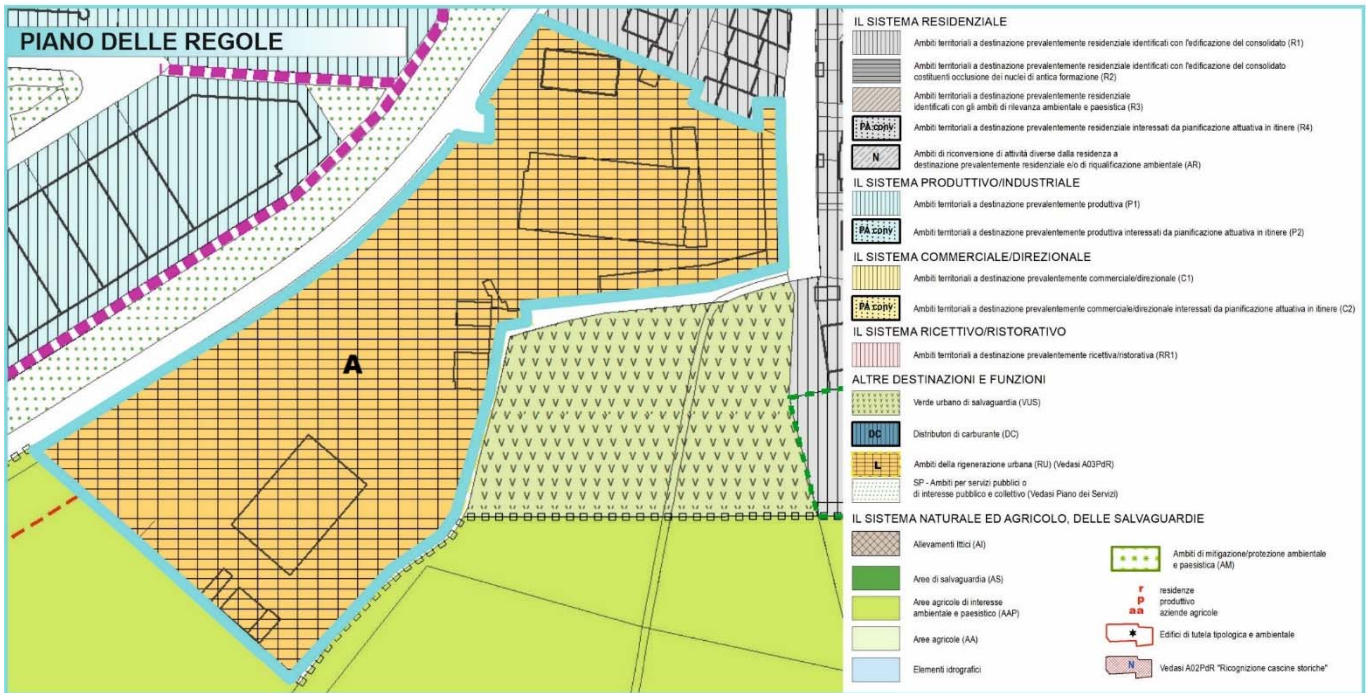 PIANO DELLE REGOLE
A
IL SISTEMA RESIDENZIALE
Ambiti territoriali a destinazione prevalentemente residenziale identificati con l'edificazione del consolidato (R1)
Ambiti territoriali a destinazione prevalentemente residenziale identificati con l'edificazione del consolidato
costituenti occlusione dei nuclei di antica formazione (R2)
Ambiti territoriali a destinazione prevalentemente residenziale
identificati con gli ambiti di rilevanza ambientale e paesistica (R3)
PA conv
Ambiti territoriali a destinazione prevalentemente residenziale interessati da pianificazione attuativa in itinere (R4)
N
Ambiti di riconversione di attività diverse dalla residenza a
destinazione prevalentemente residenziale e/o di riqualificazione ambientale (AR)
IL SISTEMA PRODUTTIVO/INDUSTRIALE
Ambiti territoriali a destinazione prevalentemente produttiva (P1)
PA conv
Ambiti territoriali a destinazione prevalentemente produttiva interessati da pianificazione attuativa in itinere (P2)
IL SISTEMA COMMERCIALE/DIREZIONALE
Ambiti territoriali a destinazione prevalentemente commerciale/direzionale (C1)
PA conv
Ambiti territoriali a destinazione prevalentemente commerciale/direzionale interessati da pianificazione attuativa in itinere (C2)
IL SISTEMA RICETTIVO/RISTORATIVO
Ambiti territoriali a destinazione prevalentemente ricettiva/ristorativa (RR1)
ALTRE DESTINAZIONI E FUNZIONI
Verde urbano di salvaguardia (VUS)
DC
Distributori di carburante (DC)
L
Ambiti della rigenerazione urbana (RU) (Vedasi A03PdR)
SP - Ambiti per servizi pubblici o
di interesse pubblico e collettivo (Vedasi Piano dei Servizi)
IL SISTEMA NATURALE ED AGRICOLO, DELLE SALVAGUARDIE
Allevamenti Ittici (AI)
Aree di salvaguardia (AS)
Aree agricole di interesse
ambientale e paesistico (AAP)
Aree agricole (AA)
Elementi idrografici
Ambiti di mitigazione/protezione ambientale
e paesistica (AM)
r residenze
p produttivo
aa aziende agricole
Edifici di tutela tipologica e ambientale
N
Vedasi A02PdR "Ricognizione cascine storiche"